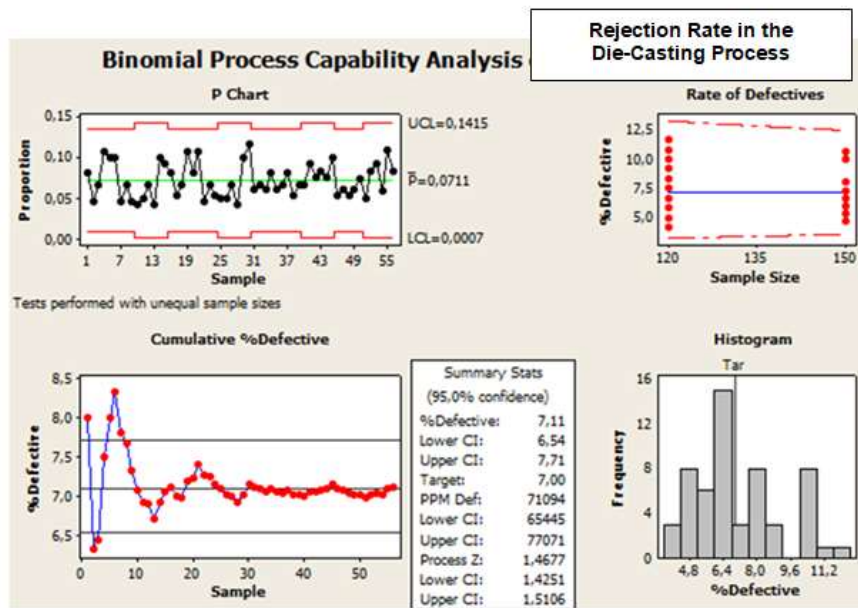 Rejection Rate in the
Die-Casting Process
Binomial Process Capability Analysis
P Chart
0,15
0,10
0,05
0,00
Proportion
UCL=0,1415
P̄=0,0711
LCL=0,0007
1 7 13 19 25 31 37 43 49 55
Sample
Tests performed with unequal sample sizes
Rate of Defectives
12,5
10,0
7,5
5,0
%Defective
120 135 150
Sample Size
Cumulative %Defective
8,5
8,0
7,5
7,0
6,5
%Defective
0 10 20 30 40 50
Sample
Summary Stats
(95,0% confidence)
%Defective: 7,11
Lower CI: 6,54
Upper CI: 7,71
Target: 7,00
PPM Def: 71094
Lower CI: 65445
Upper CI: 77071
Process Z: 1,4677
Lower CI: 1,4251
Upper CI: 1,5106
Histogram
Tar
16
12
8
4
0
Frequency
4,8 6,4 8,0 9,6 11,2
%Defective